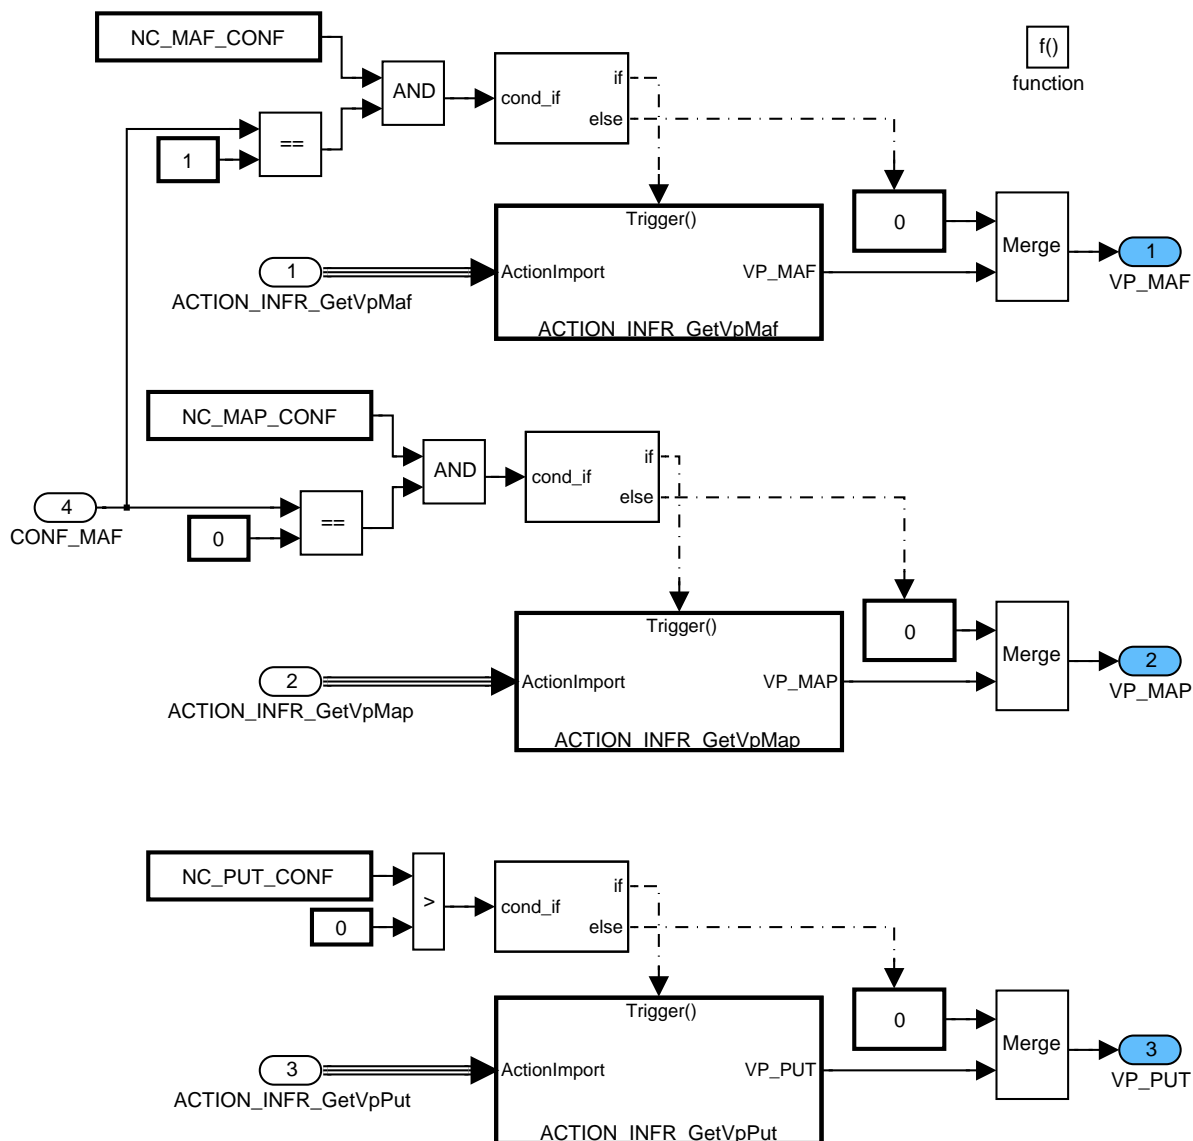 NC_MAF_CONF
f()
function
AND
cond_if
if
else
==
1
Trigger()
0
Merge
1
VP_MAF
1
ACTION_INFR_GetVpMaf
ActionImport
VP_MAF
ACTION_INFR_GetVpMaf
NC_MAP_CONF
AND
cond_if
if
else
4
CONF_MAF
==
0
Trigger()
0
Merge
2
VP_MAP
2
ACTION_INFR_GetVpMap
ActionImport
VP_MAP
ACTION_INFR_GetVpMap
NC_PUT_CONF
0
>
cond_if
if
else
Trigger()
0
Merge
3
VP_PUT
3
ACTION_INFR_GetVpPut
ActionImport
VP_PUT
ACTION_INFR_GetVpPut